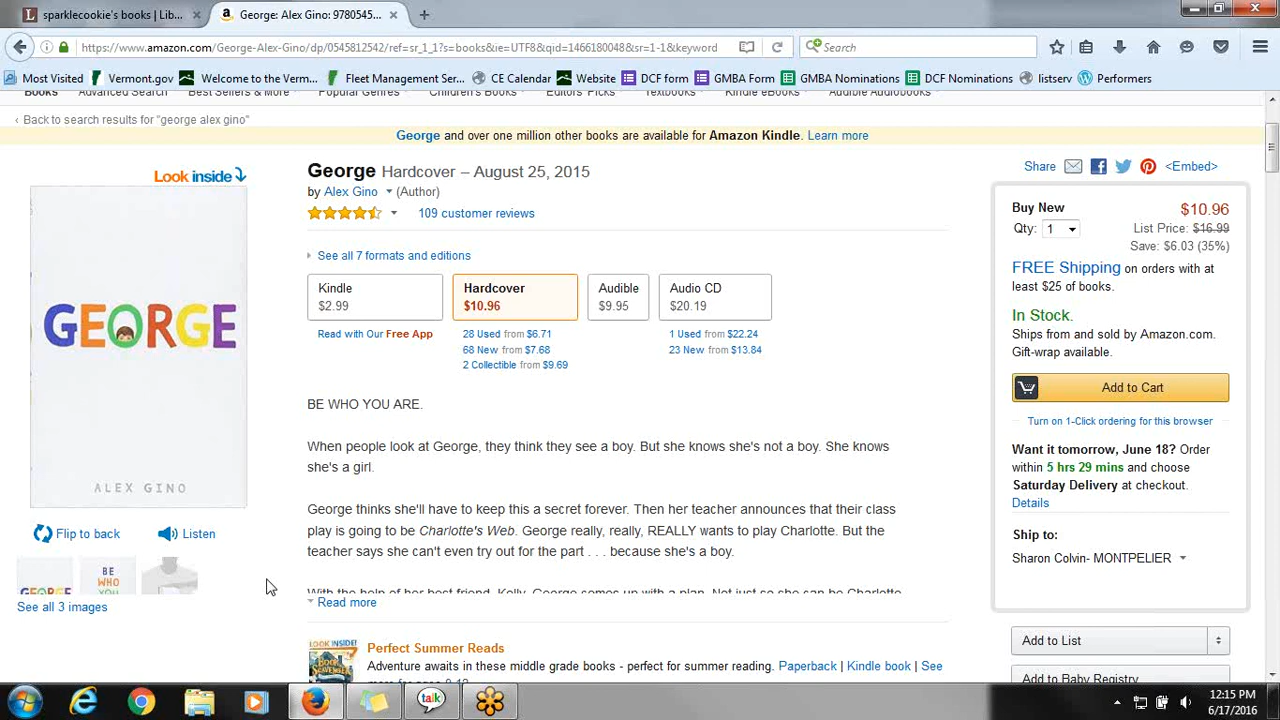 sparklecookie's books | Lib...
George: Alex Gino: 9780545...
https://www.amazon.com/George-Alex-Gino/dp/0545812542/ref=sr_1_1?s=books&ie=UTF8&qid=1466180048&sr=1-1&keyword
Search
Most Visited
Vermont.gov
Welcome to the Verm...
Fleet Management Ser...
CE Calendar
Website
DCF form
GMBA Form
GMBA Nominations
DCF Nominations
listserv
Performers
Books
Advanced Search
Best Sellers & More
Popular Genres
Children's Books
Editors' Picks
Textbooks
Kindle eBooks
Audible Audiobooks
‹ Back to search results for "george alex gino"
George and over one million other books are available for Amazon Kindle. Learn more
Look inside
GEORGE
ALEX GINO
Flip to back
Listen
GEORGE
BE
WHO
YOU
See all 3 images
George Hardcover – August 25, 2015
by Alex Gino (Author)
109 customer reviews
See all 7 formats and editions
Kindle
$2.99
Hardcover
$10.96
Audible
$9.95
Audio CD
$20.19
Read with Our Free App
28 Used from $6.71
68 New from $7.68
2 Collectible from $9.69
1 Used from $22.24
23 New from $13.84
BE WHO YOU ARE.
When people look at George, they think they see a boy. But she knows she's not a boy. She knows
she's a girl.
George thinks she'll have to keep this a secret forever. Then her teacher announces that their class
play is going to be Charlotte's Web. George really, really, REALLY wants to play Charlotte. But the
teacher says she can't even try out for the part . . . because she's a boy.
With the help of her best friend, Kelly, George comes up with a plan. Not just so she can be Charlotte
Read more
LOOK INSIDE!
Perfect Summer Reads
Adventure awaits in these middle grade books - perfect for summer reading. Paperback | Kindle book | See
Share
<Embed>
Buy New
$10.96
Qty: 1
List Price: $16.99
Save: $6.03 (35%)
FREE Shipping on orders with at
least $25 of books.
In Stock.
Ships from and sold by Amazon.com.
Gift-wrap available.
Add to Cart
Turn on 1-Click ordering for this browser
Want it tomorrow, June 18? Order
within 5 hrs 29 mins and choose
Saturday Delivery at checkout.
Details
Ship to:
Sharon Colvin- MONTPELIER
Add to List
Add to Baby Registry
talk
12:15 PM
6/17/2016